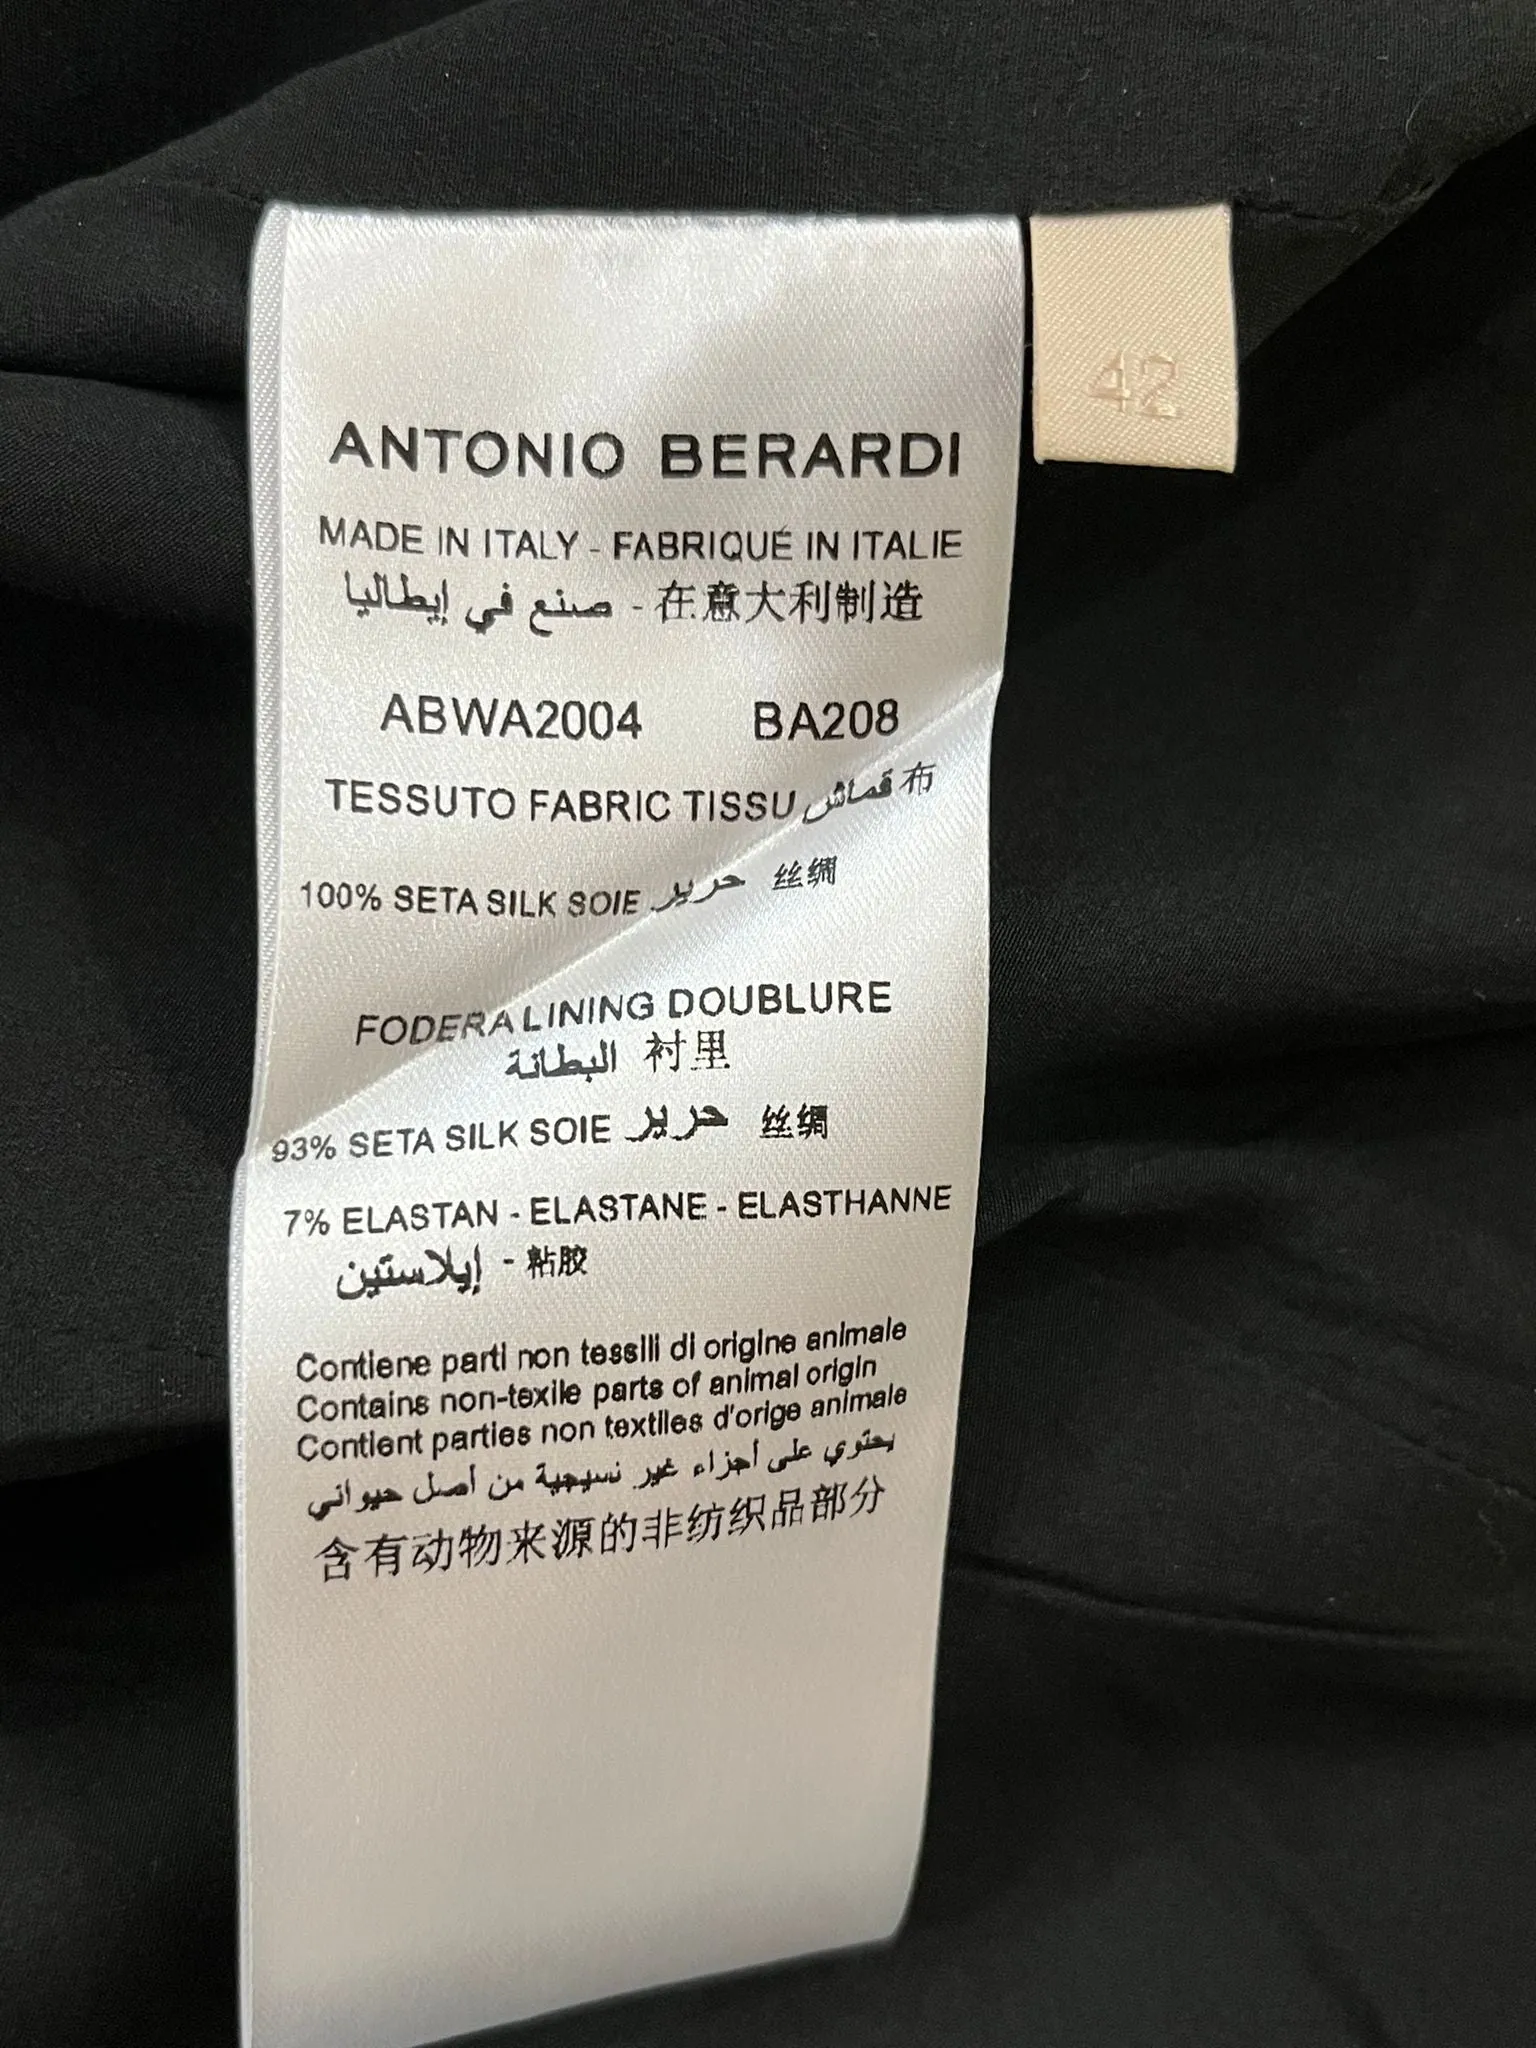 42
ANTONIO BERARDI
MADE IN ITALY - FABRIQUÉ IN ITALIE
صنع في إيطاليا - 在意大利制造
ABWA2004 BA208
TESSUTO FABRIC TISSU قماش 布
100% SETA SILK SOIE حرير 丝绸
FODERA LINING DOUBLURE
البطانة 衬里
93% SETA SILK SOIE حرير 丝绸
7% ELASTAN - ELASTANE - ELASTHANNE
إيلاستين - 粘胶
Contiene parti non tessili di origine animale
Contains non-texile parts of animal origin
Contient parties non textiles d'orige animale
يحتوي على أجزاء غير نسيجية من أصل حيواني
含有动物来源的非纺织品部分